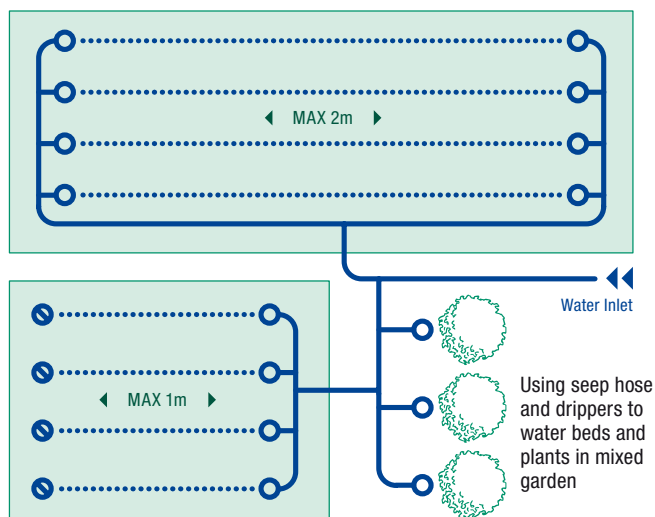 MAX 2m
Water Inlet
MAX 1m
Using seep hose
and drippers to
water beds and
plants in mixed
garden